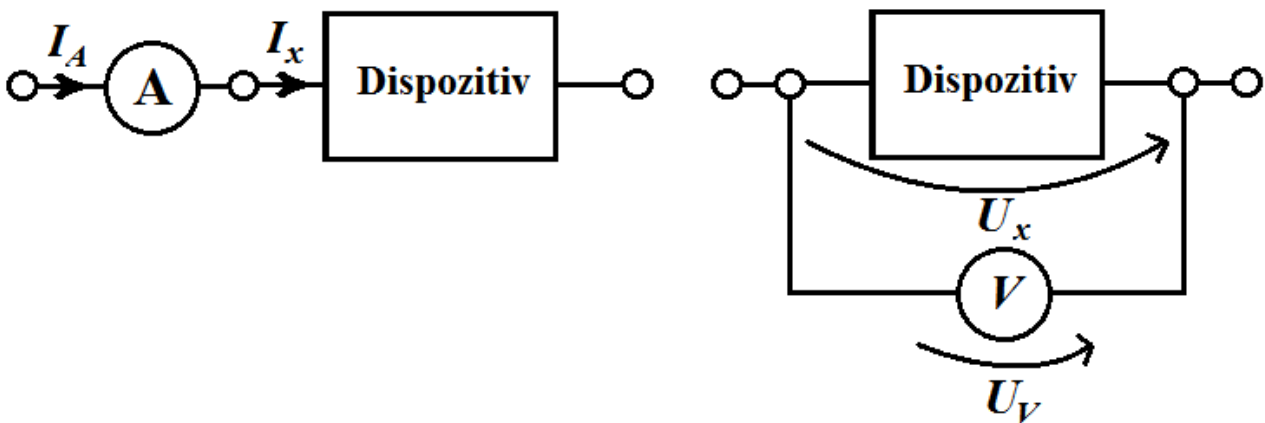 I_A
A
I_x
Dispozitiv
Dispozitiv
U_x
V
U_V